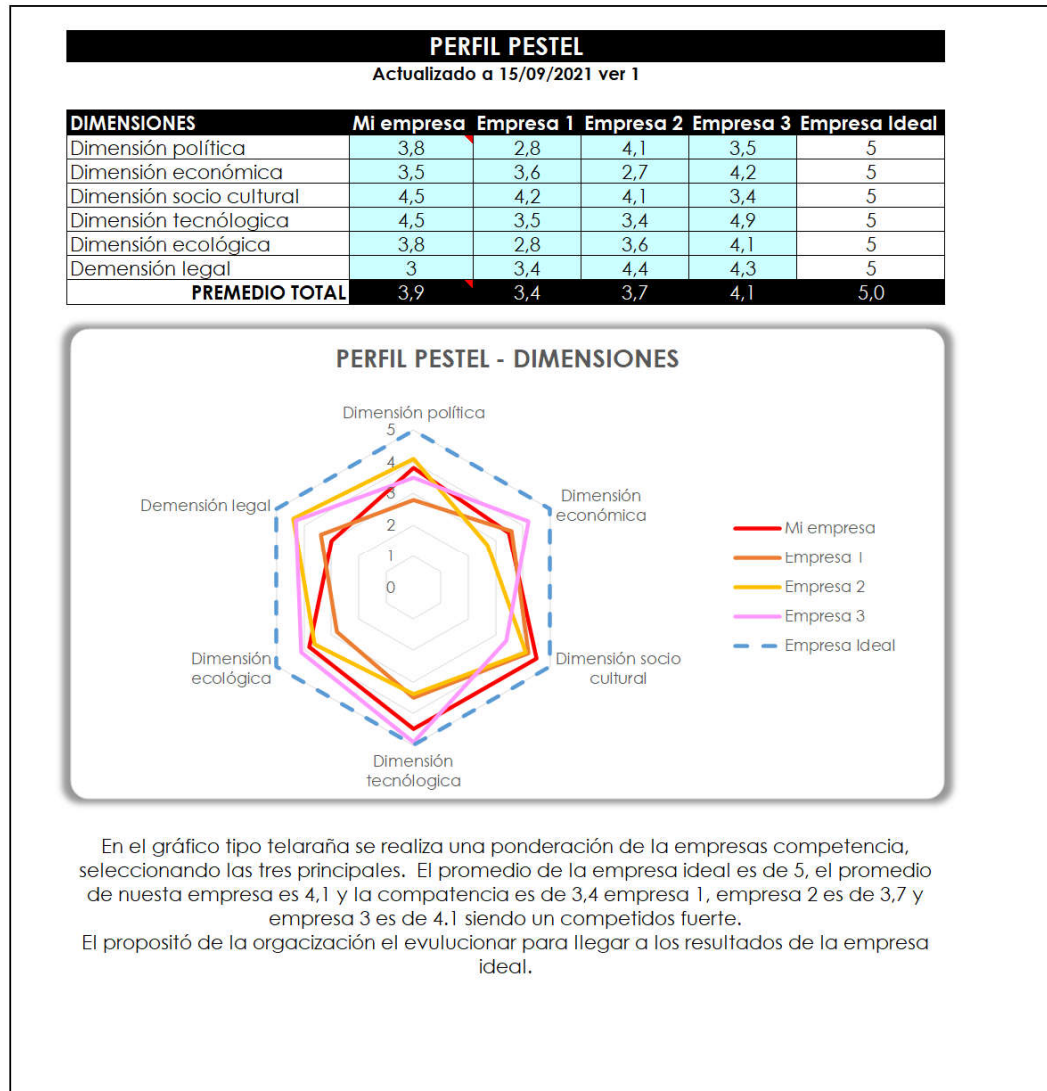 PERFIL PESTEL
Actualizado a 15/09/2021 ver 1
DIMENSIONES Mi empresa Empresa 1 Empresa 2 Empresa 3 Empresa Ideal
Dimensión política 3,8 2,8 4,1 3,5 5
Dimensión económica 3,5 3,6 2,7 4,2 5
Dimensión socio cultural 4,5 4,2 4,1 3,4 5
Dimensión tecnólogica 4,5 3,5 3,4 4,9 5
Dimensión ecológica 3,8 2,8 3,6 4,1 5
Demensión legal 3 3,4 4,4 4,3 5
PREMEDIO TOTAL 3,9 3,4 3,7 4,1 5,0
PERFIL PESTEL - DIMENSIONES
Dimensión política
5
4
3
2
1
0
Dimensión
económica
Dimensión socio
cultural
Dimensión
tecnólogica
Dimensión
ecológica
Demensión legal
Mi empresa
Empresa 1
Empresa 2
Empresa 3
Empresa Ideal
En el gráfico tipo telaraña se realiza una ponderación de la empresas competencia,
seleccionando las tres principales. El promedio de la empresa ideal es de 5, el promedio
de nuesta empresa es 4,1 y la compatencia es de 3,4 empresa 1, empresa 2 es de 3,7 y
empresa 3 es de 4.1 siendo un competidos fuerte.
El propositó de la orgacización el evulucionar para llegar a los resultados de la empresa
ideal.